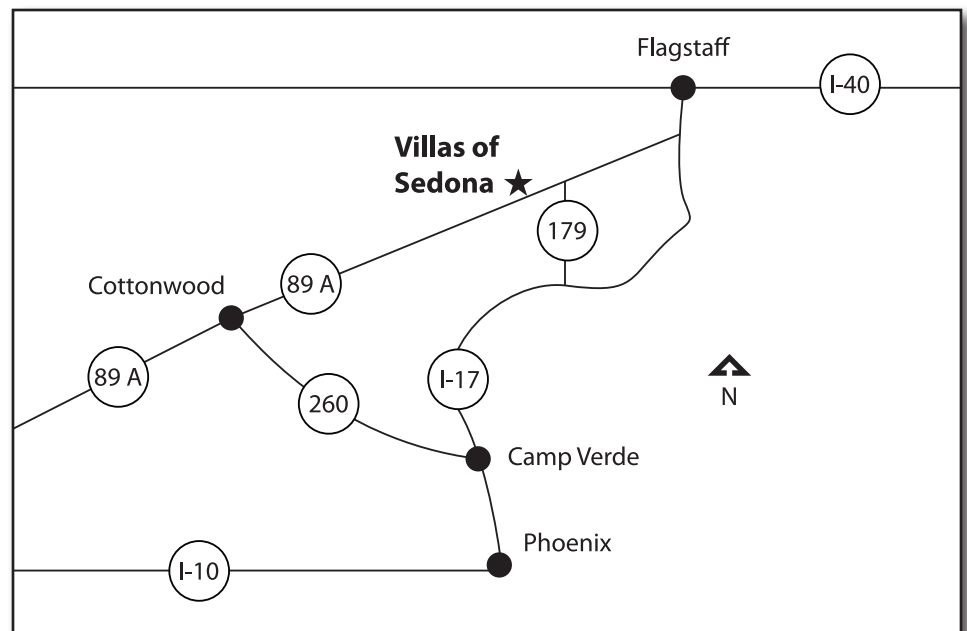 Flagstaff
I-40
Villas of
Sedona
179
89 A
Cottonwood
89 A
I-17
260
N
Camp Verde
Phoenix
I-10